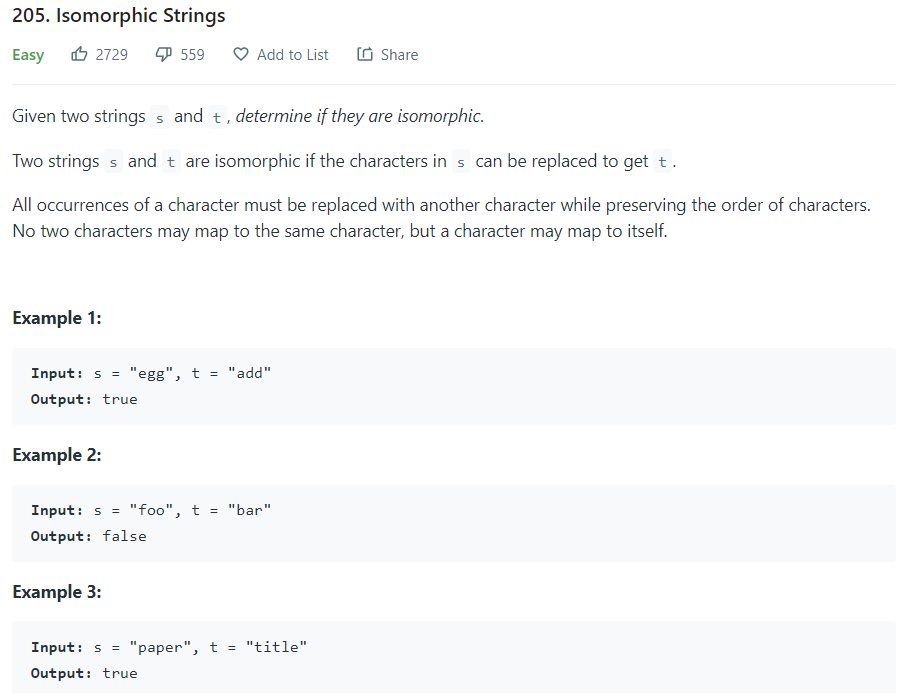 205. Isomorphic Strings
Easy 2729 559 Add to List Share
Given two strings s and t, determine if they are isomorphic.
Two strings s and t are isomorphic if the characters in s can be replaced to get t.
All occurrences of a character must be replaced with another character while preserving the order of characters.
No two characters may map to the same character, but a character may map to itself.
Example 1:
Input: s = "egg", t = "add"
Output: true
Example 2:
Input: s = "foo", t = "bar"
Output: false
Example 3:
Input: s = "paper", t = "title"
Output: true